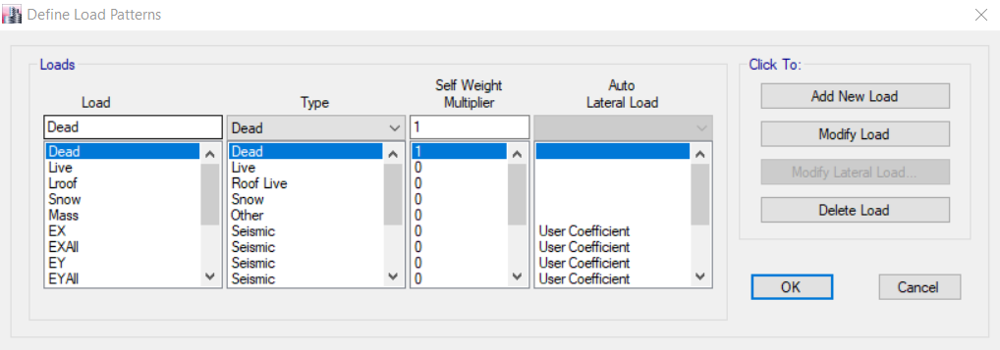 Define Load Patterns
Loads
Click To:
Load Type Self Weight Multiplier Auto Lateral Load
Dead Dead 1
Dead Dead 1
Live Live 0
Lroof Roof Live 0
Snow Snow 0
Mass Other 0
EX Seismic 0 User Coefficient
EXAll Seismic 0 User Coefficient
EY Seismic 0 User Coefficient
EYAll Seismic 0 User Coefficient
Add New Load
Modify Load
Modify Lateral Load...
Delete Load
OK
Cancel